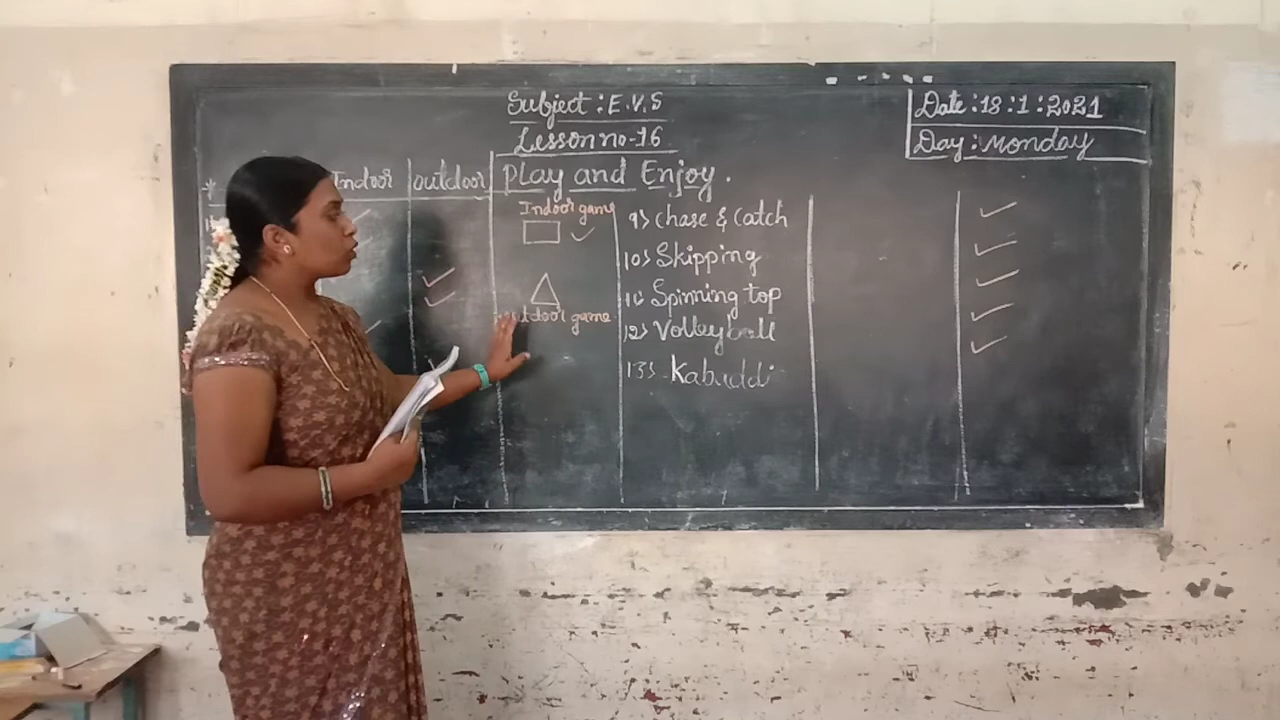 Subject : E.V.S
Lesson no-16
Date : 18 : 1 : 2021
Day : Monday
Indoor outdoor
Play and Enjoy .
Indoor game
outdoor game
9) Chase & Catch
10) Skipping
11) Spinning top
12) Volleyball
13) Kabaddi